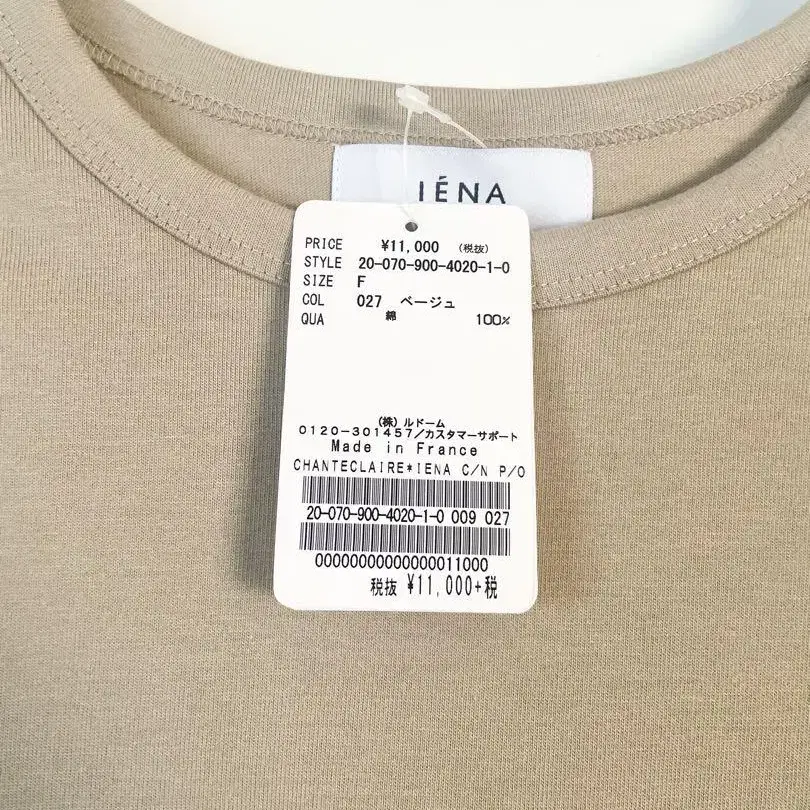 IÉNA
PRICE ¥11,000 (税抜)
STYLE 20-070-900-4020-1-0
SIZE F
COL 027 ベージュ
QUA 綿 100%
(株)ルドーム
0120-301457/カスタマーサポート
Made in France
CHANTECLAIRE*IENA C/N P/O
20-070-900-4020-1-0 009 027
00000000000000011000
税抜 ¥11,000+税